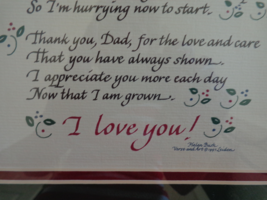 So I'm hurrying now to start.
Thank you, Dad, for the love and care
That you have always shown.
I appreciate you more each day
Now that I am grown.
I love you!